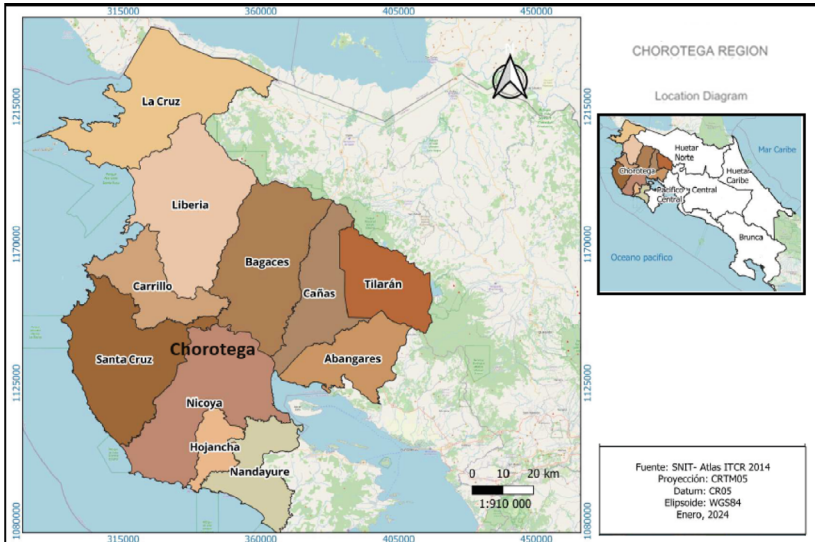 315000 360000 405000 450000
1215000
1170000
1125000
1080000
La Cruz
Liberia
Bagaces
Carrillo
Cañas
Tilarán
Santa Cruz
Chorotega
Abangares
Nicoya
Hojancha
Nandayure
0 10 20 km
1:910 000
1215000
1170000
1125000
1080000
315000 360000 405000 450000
CHOROTEGA REGION
Location Diagram
Huetar
Norte
Mar Caribe
Chorotega
Huetar
Caribe
Pacifico Central
Central
Brunca
Oceano pacifico
Fuente: SNIT- Atlas ITCR 2014
Proyección: CRTM05
Datum: CR05
Elipsoide: WGS84
Enero, 2024